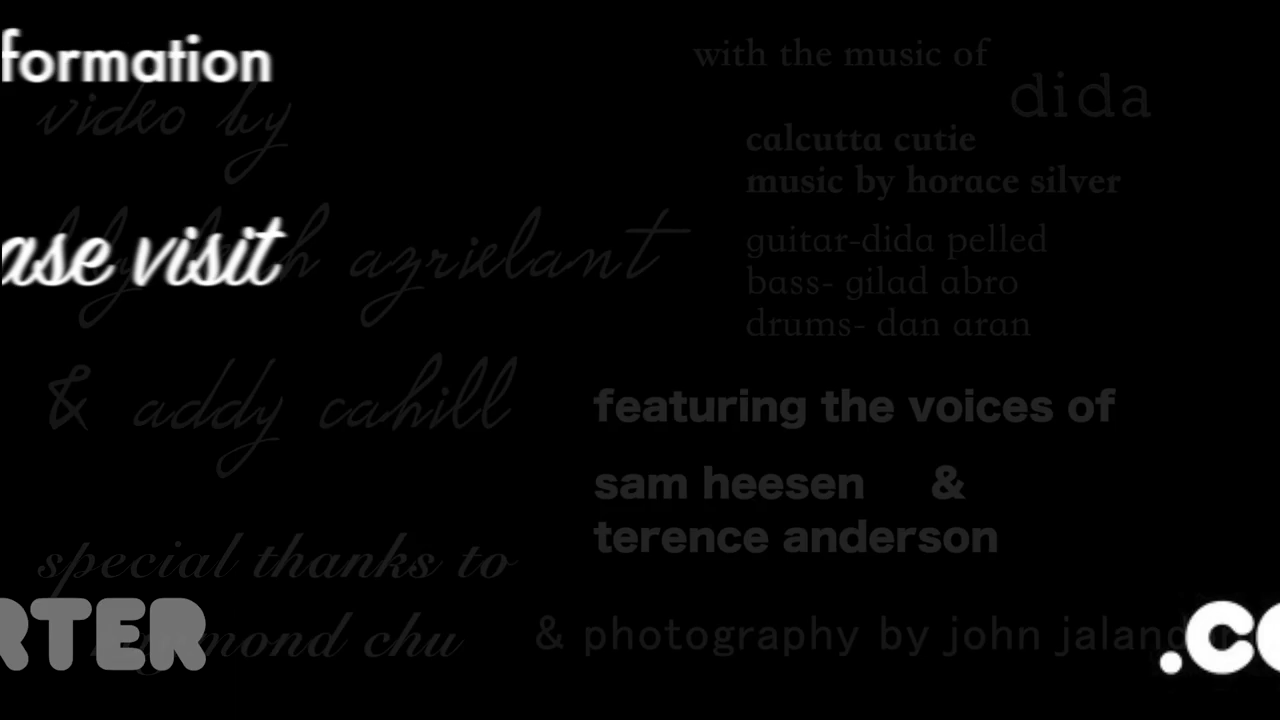 formation
video by
azrielant
ase visit
& addy cahill
special thanks to
mond chu
RTER
with the music of
dida
calcutta cutie
music by horace silver
guitar-dida pelled
bass- gilad abro
drums- dan aran
featuring the voices of
sam heesen &
terence anderson
& photography by john jaland
.CO